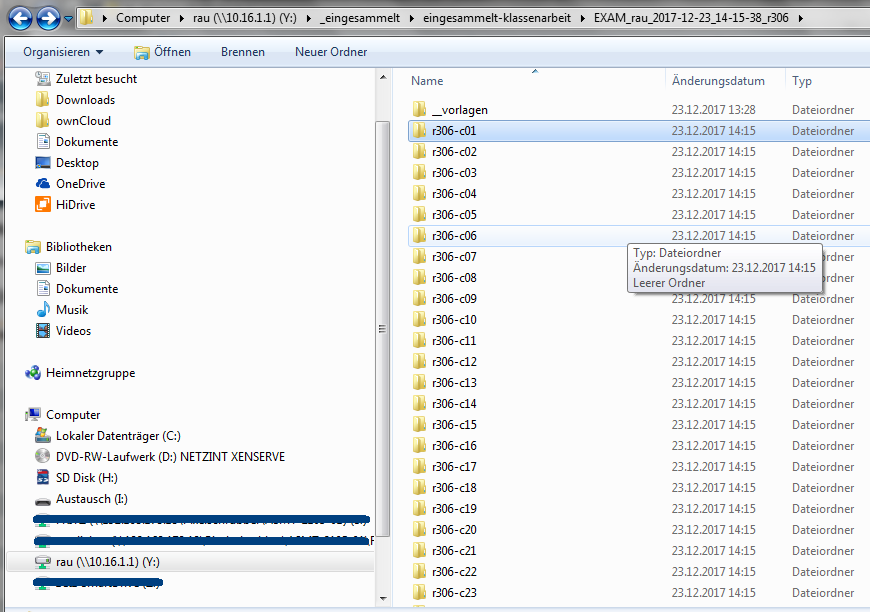 Computer ▸ rau (\\10.16.1.1) (Y:) ▸ _eingesammelt ▸ eingesammelt-klassenarbeit ▸ EXAM_rau_2017-12-23_14-15-38_r306 ▸
Organisieren Öffnen Brennen Neuer Ordner
Zuletzt besucht
Downloads
ownCloud
Dokumente
Desktop
OneDrive
HiDrive
Bibliotheken
Bilder
Dokumente
Musik
Videos
Heimnetzgruppe
Computer
Lokaler Datenträger (C:)
DVD-RW-Laufwerk (D:) NETZINT XENSERVE
SD Disk (H:)
Austausch (I:)
rau (\\10.16.1.1) (Y:)
Name Änderungsdatum Typ
__vorlagen 23.12.2017 13:28 Dateiordner
r306-c01 23.12.2017 14:15 Dateiordner
r306-c02 23.12.2017 14:15 Dateiordner
r306-c03 23.12.2017 14:15 Dateiordner
r306-c04 23.12.2017 14:15 Dateiordner
r306-c05 23.12.2017 14:15 Dateiordner
r306-c06 23.12.2017 14:15 Dateiordner
r306-c07
r306-c08
r306-c09 23.12.2017 14:15 Dateiordner
r306-c10 23.12.2017 14:15 Dateiordner
r306-c11 23.12.2017 14:15 Dateiordner
r306-c12 23.12.2017 14:15 Dateiordner
r306-c13 23.12.2017 14:15 Dateiordner
r306-c14 23.12.2017 14:15 Dateiordner
r306-c15 23.12.2017 14:15 Dateiordner
r306-c16 23.12.2017 14:15 Dateiordner
r306-c17 23.12.2017 14:15 Dateiordner
r306-c18 23.12.2017 14:15 Dateiordner
r306-c19 23.12.2017 14:15 Dateiordner
r306-c20 23.12.2017 14:15 Dateiordner
r306-c21 23.12.2017 14:15 Dateiordner
r306-c22 23.12.2017 14:15 Dateiordner
r306-c23 23.12.2017 14:15 Dateiordner
Typ: Dateiordner
Änderungsdatum: 23.12.2017 14:15
Leerer Ordner